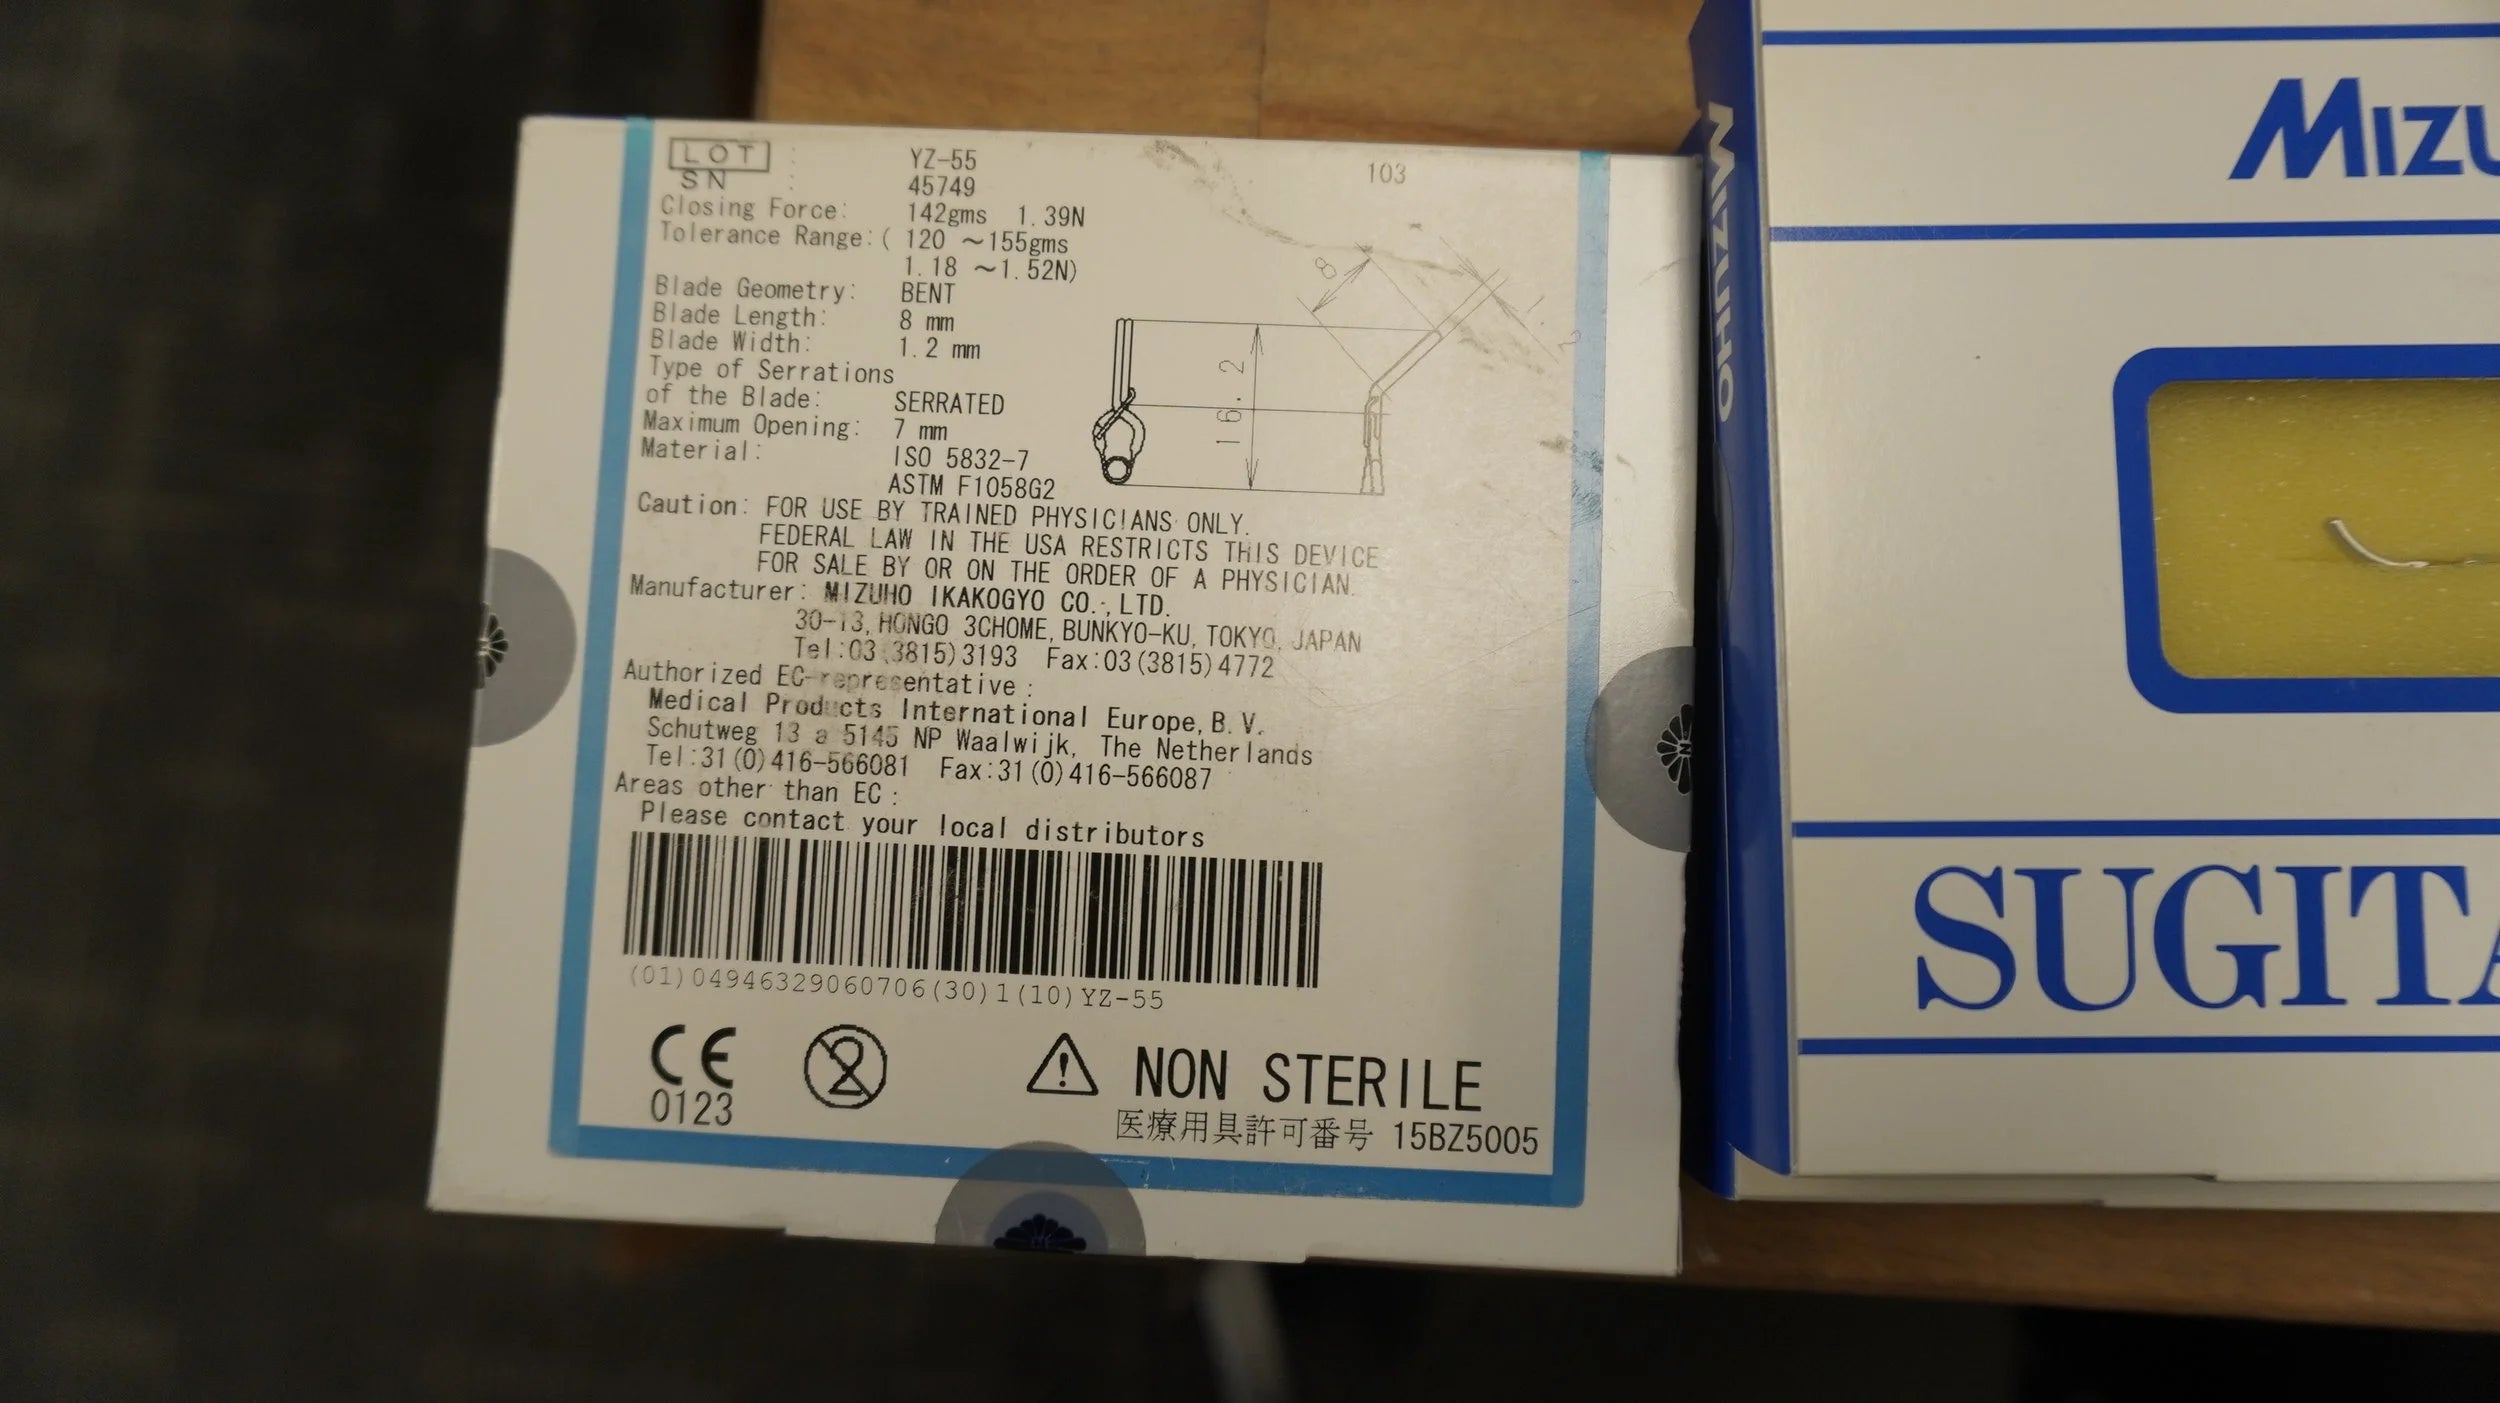 LOT : YZ-55
SN : 45749
103
Closing Force: 142gms 1.39N
Tolerance Range:( 120 ~155gms
1.18 ~1.52N)
Blade Geometry: BENT
Blade Length: 8 mm
Blade Width: 1.2 mm
Type of Serrations
of the Blade: SERRATED
Maximum Opening: 7 mm
Material: ISO 5832-7
ASTM F1058G2
16.2
8
1.2
Caution: FOR USE BY TRAINED PHYSICIANS ONLY.
FEDERAL LAW IN THE USA RESTRICTS THIS DEVICE
FOR SALE BY OR ON THE ORDER OF A PHYSICIAN.
Manufacturer: MIZUHO IKAKOGYO CO., LTD.
30-13, HONGO 3CHOME, BUNKYO-KU, TOKYO, JAPAN
Tel:03(3815)3193 Fax:03(3815)4772
Authorized EC-representative :
Medical Products International Europe, B.V.
Schutweg 13 a 5145 NP Waalwijk, The Netherlands
Tel:31(0)416-566081 Fax:31(0)416-566087
Areas other than EC :
Please contact your local distributors
(01)04946329060706(30)1(10)YZ-55
CE
0123
2
NON STERILE
医療用具許可番号 15BZ5005
MIZUHO
MIZU
SUGITA